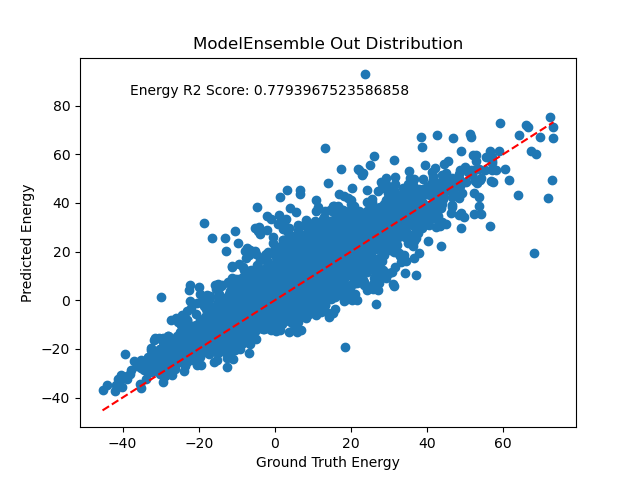 ModelEnsemble Out Distribution
Energy R2 Score: 0.7793967523586858
Predicted Energy
80
60
40
20
0
−20
−40
−40 −20 0 20 40 60
Ground Truth Energy